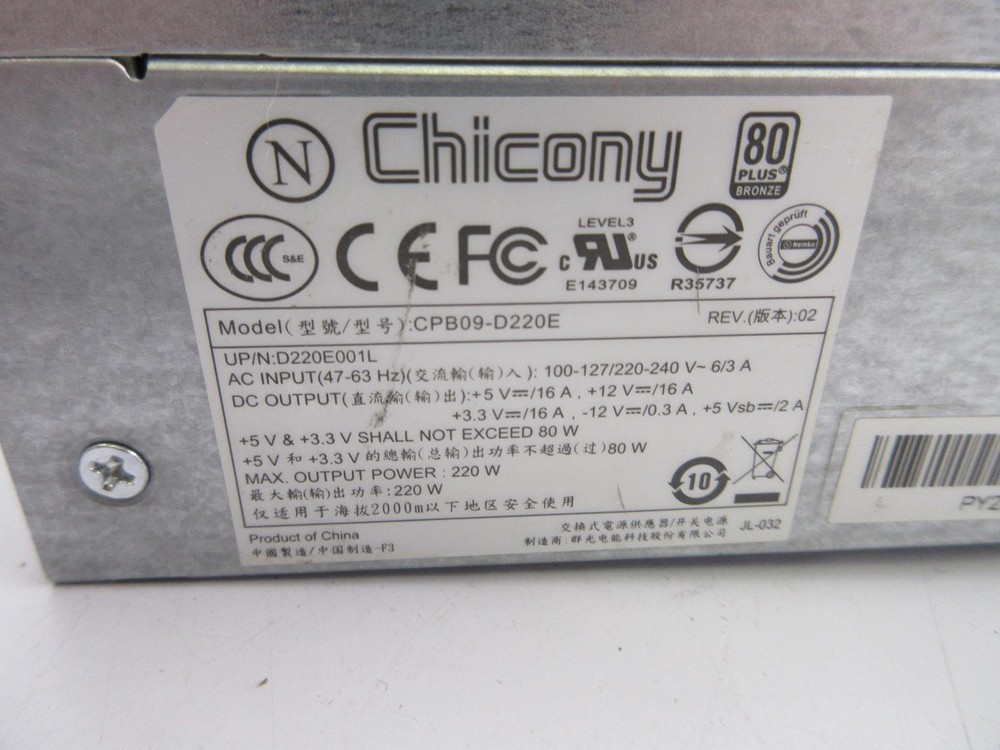 N Chicony 80 PLUS® BRONZE
CCC S&E CE FC LEVEL3 c RU® US E143709 R35737 Bauart geprüft N Nemko
Model(型號/型号):CPB09-D220E REV.(版本):02
UP/N:D220E001L
AC INPUT(47-63 Hz)(交流輸(输)入): 100-127/220-240 V~ 6/3 A
DC OUTPUT(直流輸(输)出):+5 V⎓/16 A , +12 V⎓/16 A
+3.3 V⎓/16 A , -12 V⎓/0.3 A , +5 Vsb⎓/2 A
+5 V & +3.3 V SHALL NOT EXCEED 80 W
+5 V 和 +3.3 V 的總輸(总输)出功率不超過(过)80 W
MAX. OUTPUT POWER : 220 W
最大輸(输)出功率:220 W
仅适用于海拔2000m以下地区安全使用
10
Product of China
中國製造/中国制造-F3
交換式電源供應器/开关电源 JL-032
制造商:群光电能科技股份有限公司
PY2